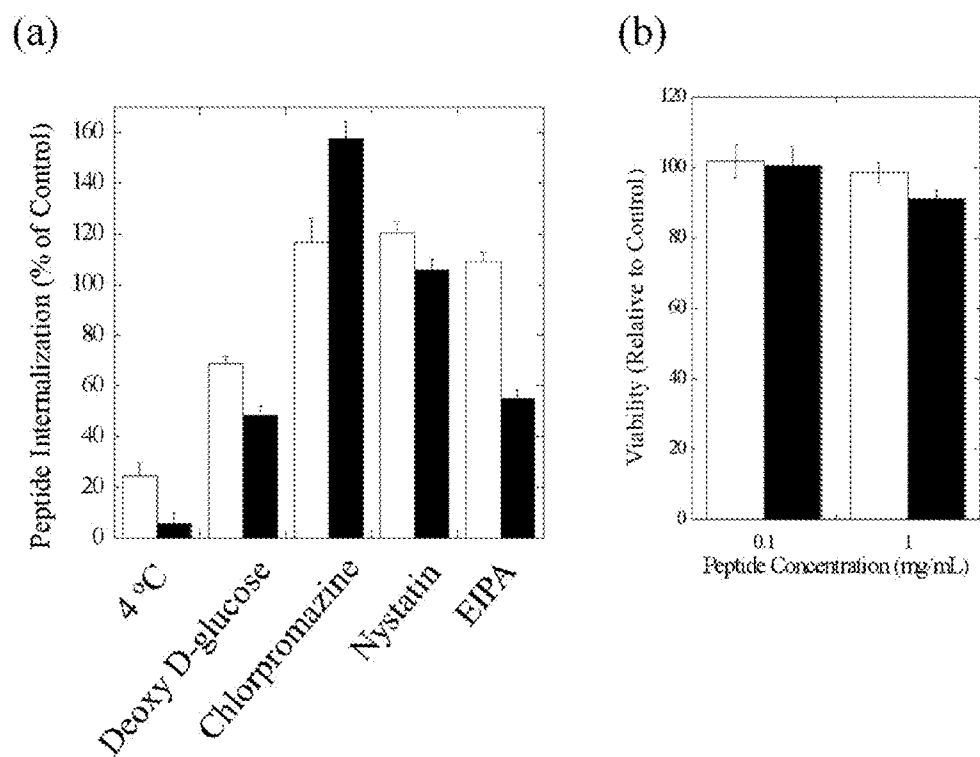 (a)
Peptide Internalization (% of Control)
160
140
120
100
80
60
40
20
0
4 °C
Deoxy D-glucose
Chlorpromazine
Nystatin
EIPA
(b)
Viability (Relative to Control)
120
100
80
60
40
20
0
0.1
1
Peptide Concentration (mg/mL)